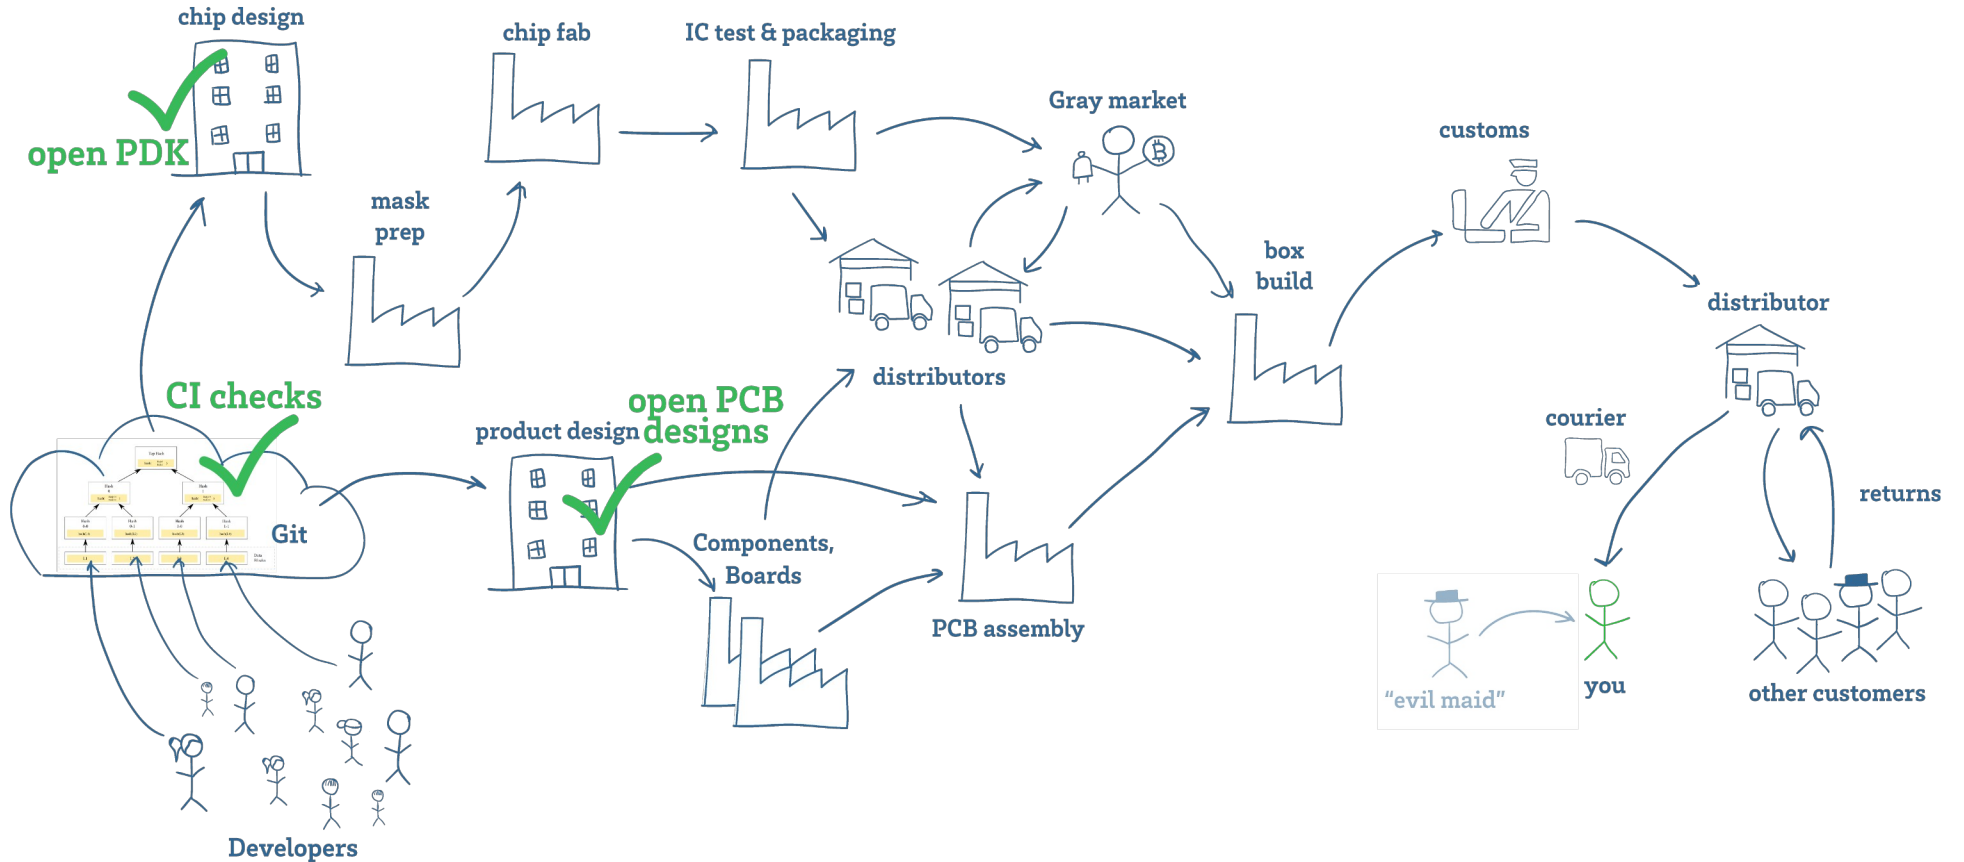 chip design
chip fab
IC test & packaging
Gray market
customs
open PDK
mask
prep
box
build
distributor
distributors
CI checks
open PCB
designs
product design
courier
returns
Git
Components,
Boards
PCB assembly
"evil maid"
you
other customers
Developers